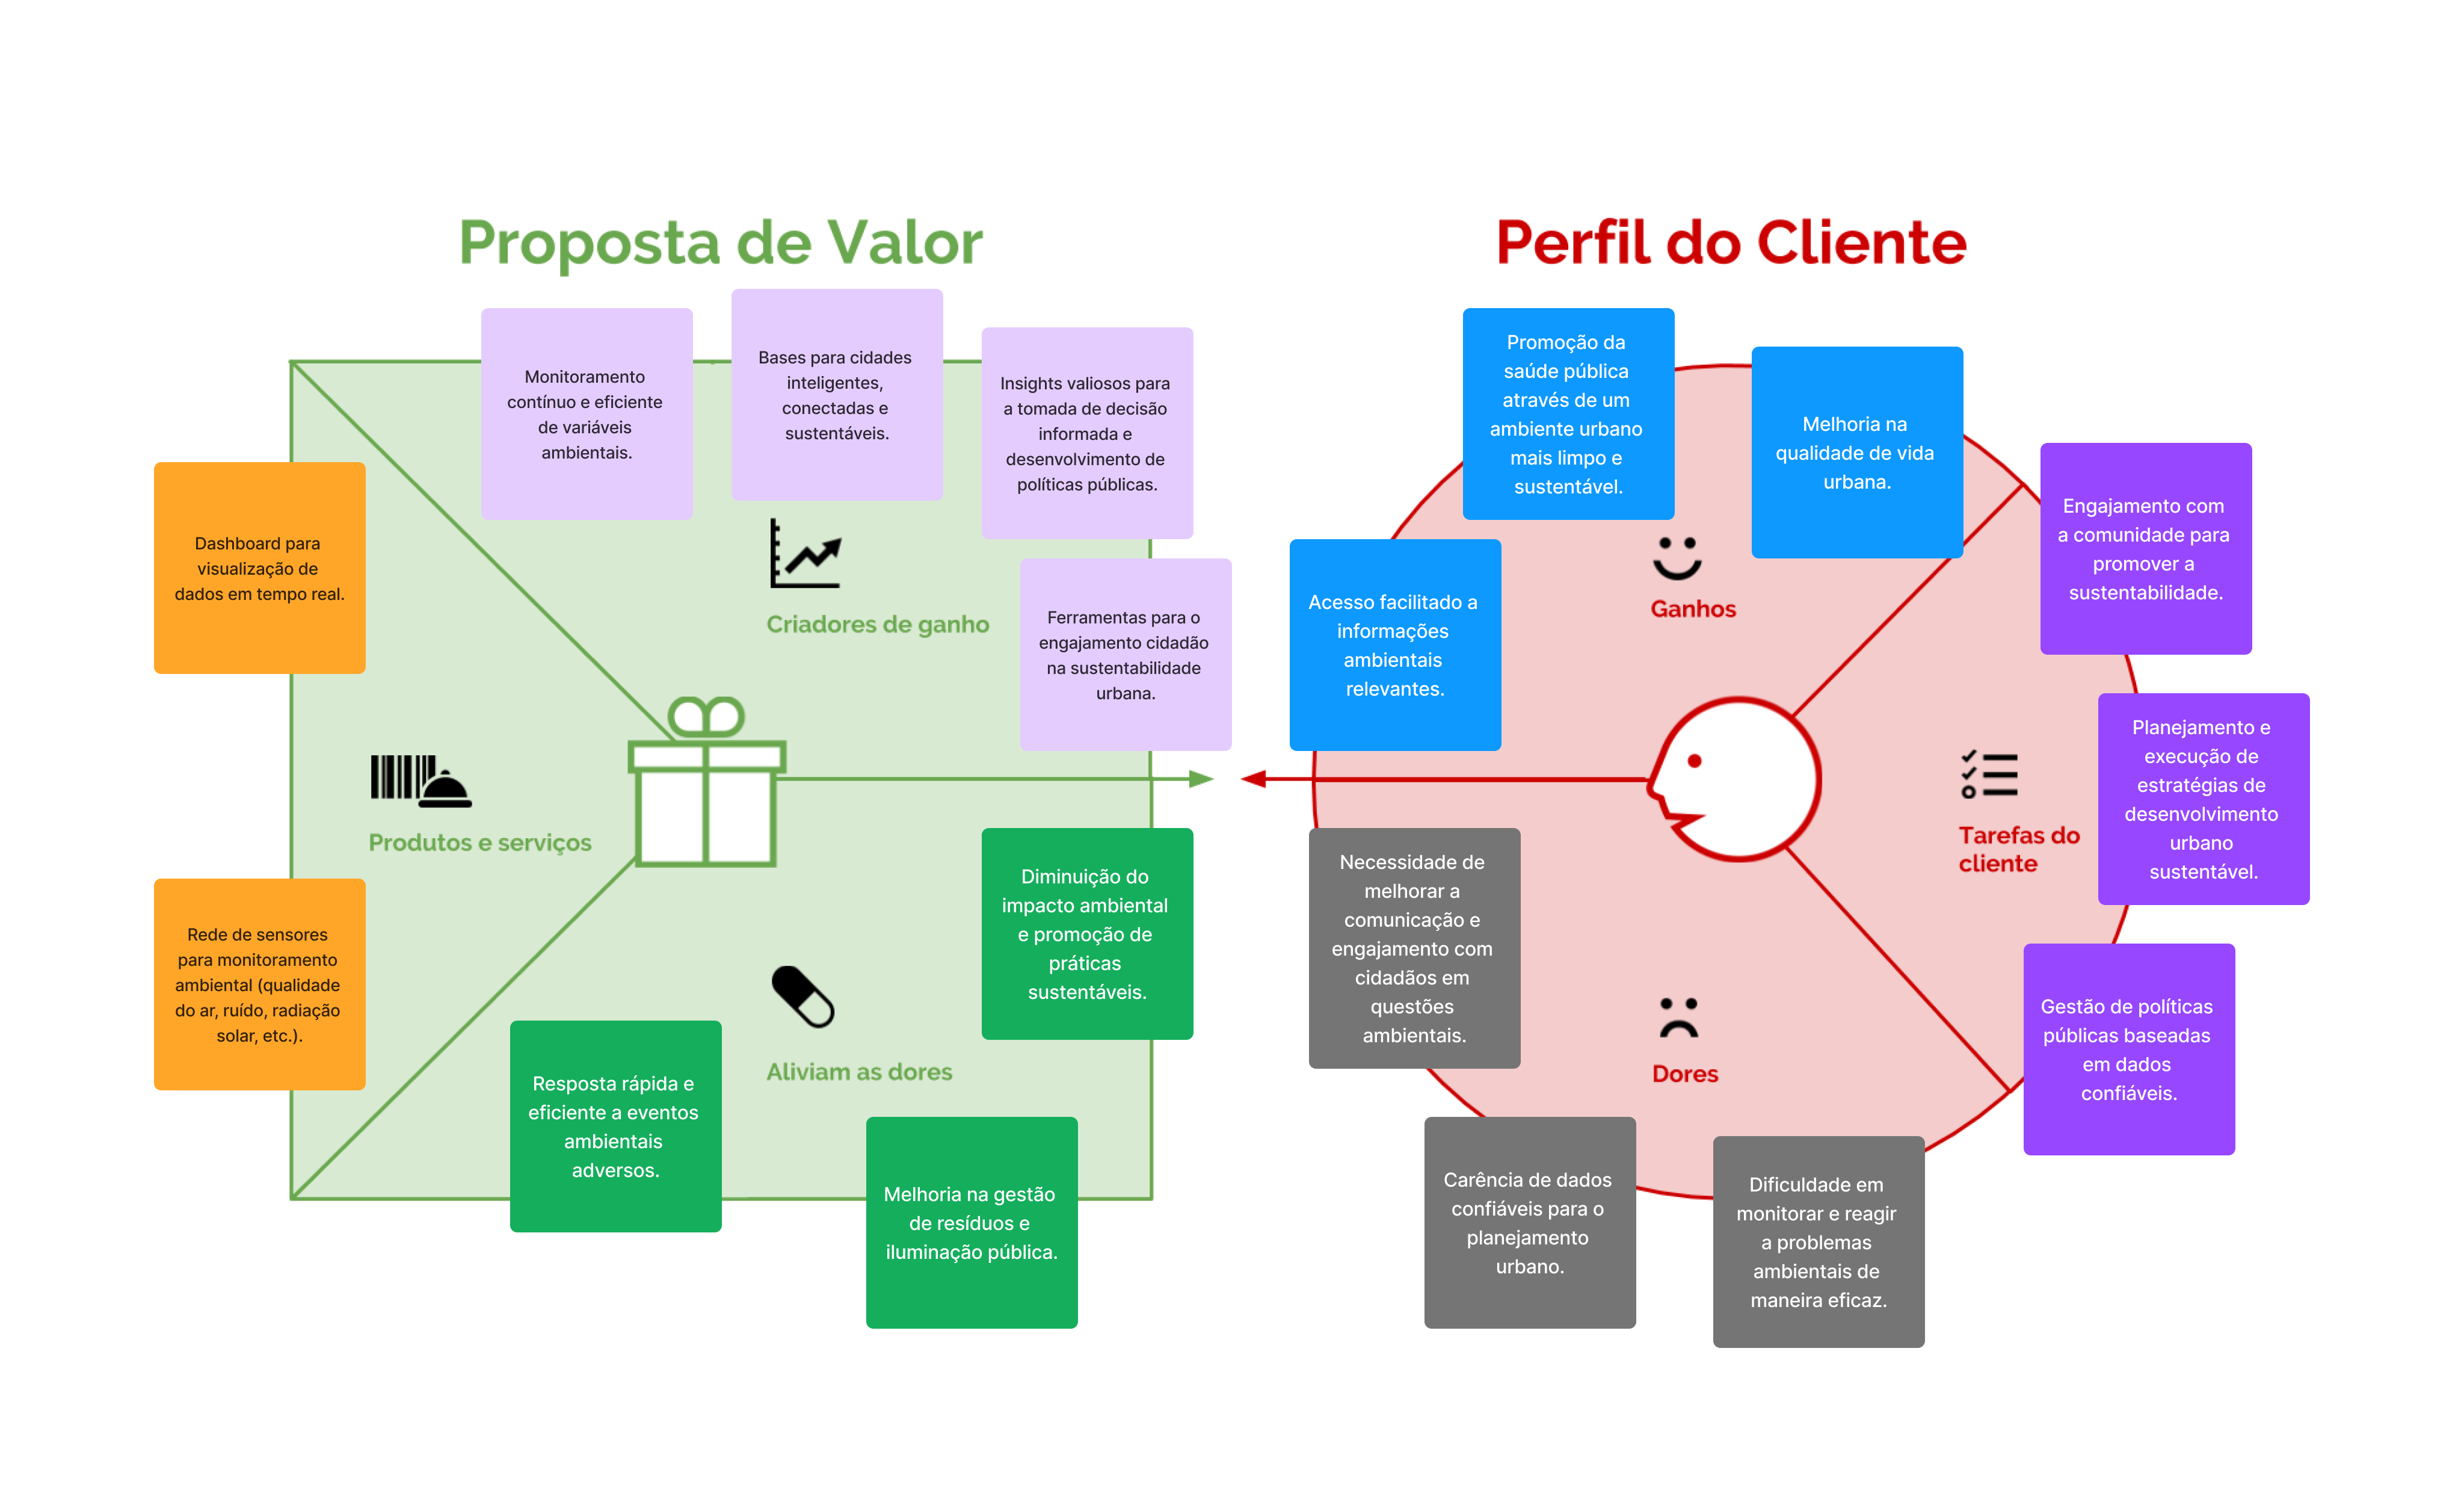 Proposta de Valor
Monitoramento
contínuo e eficiente
de variáveis
ambientais.
Bases para cidades
inteligentes,
conectadas e
sustentáveis.
Insights valiosos para
a tomada de decisão
informada e
desenvolvimento de
políticas públicas.
Dashboard para
visualização de
dados em tempo real.
Criadores de ganho
Ferramentas para o
engajamento cidadão
na sustentabilidade
urbana.
Produtos e serviços
Rede de sensores
para monitoramento
ambiental (qualidade
do ar, ruído, radiação
solar, etc.).
Diminuição do
impacto ambiental
e promoção de
práticas
sustentáveis.
Aliviam as dores
Resposta rápida e
eficiente a eventos
ambientais
adversos.
Melhoria na gestão
de resíduos e
iluminação pública.
Perfil do Cliente
Promoção da
saúde pública
através de um
ambiente urbano
mais limpo e
sustentável.
Melhoria na
qualidade de vida
urbana.
Engajamento com
a comunidade para
promover a
sustentabilidade.
Acesso facilitado a
informações
ambientais
relevantes.
Ganhos
Planejamento e
execução de
estratégias de
desenvolvimento
urbano
sustentável.
Tarefas do
cliente
Necessidade de
melhorar a
comunicação e
engajamento com
cidadãos em
questões
ambientais.
Dores
Gestão de políticas
públicas baseadas
em dados
confiáveis.
Carência de dados
confiáveis para o
planejamento
urbano.
Dificuldade em
monitorar e reagir
a problemas
ambientais de
maneira eficaz.